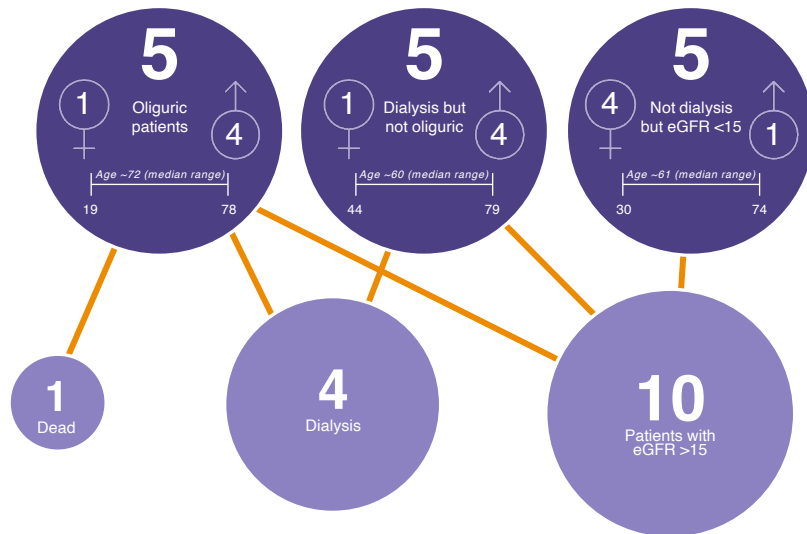 5
1
Oliguric
patients
4
Age ~72 (median range)
19
78
5
1
Dialysis but
not oliguric
4
Age ~60 (median range)
44
79
5
4
Not dialysis
but eGFR <15
1
Age ~61 (median range)
30
74
1
Dead
4
Dialysis
10
Patients with
eGFR >15